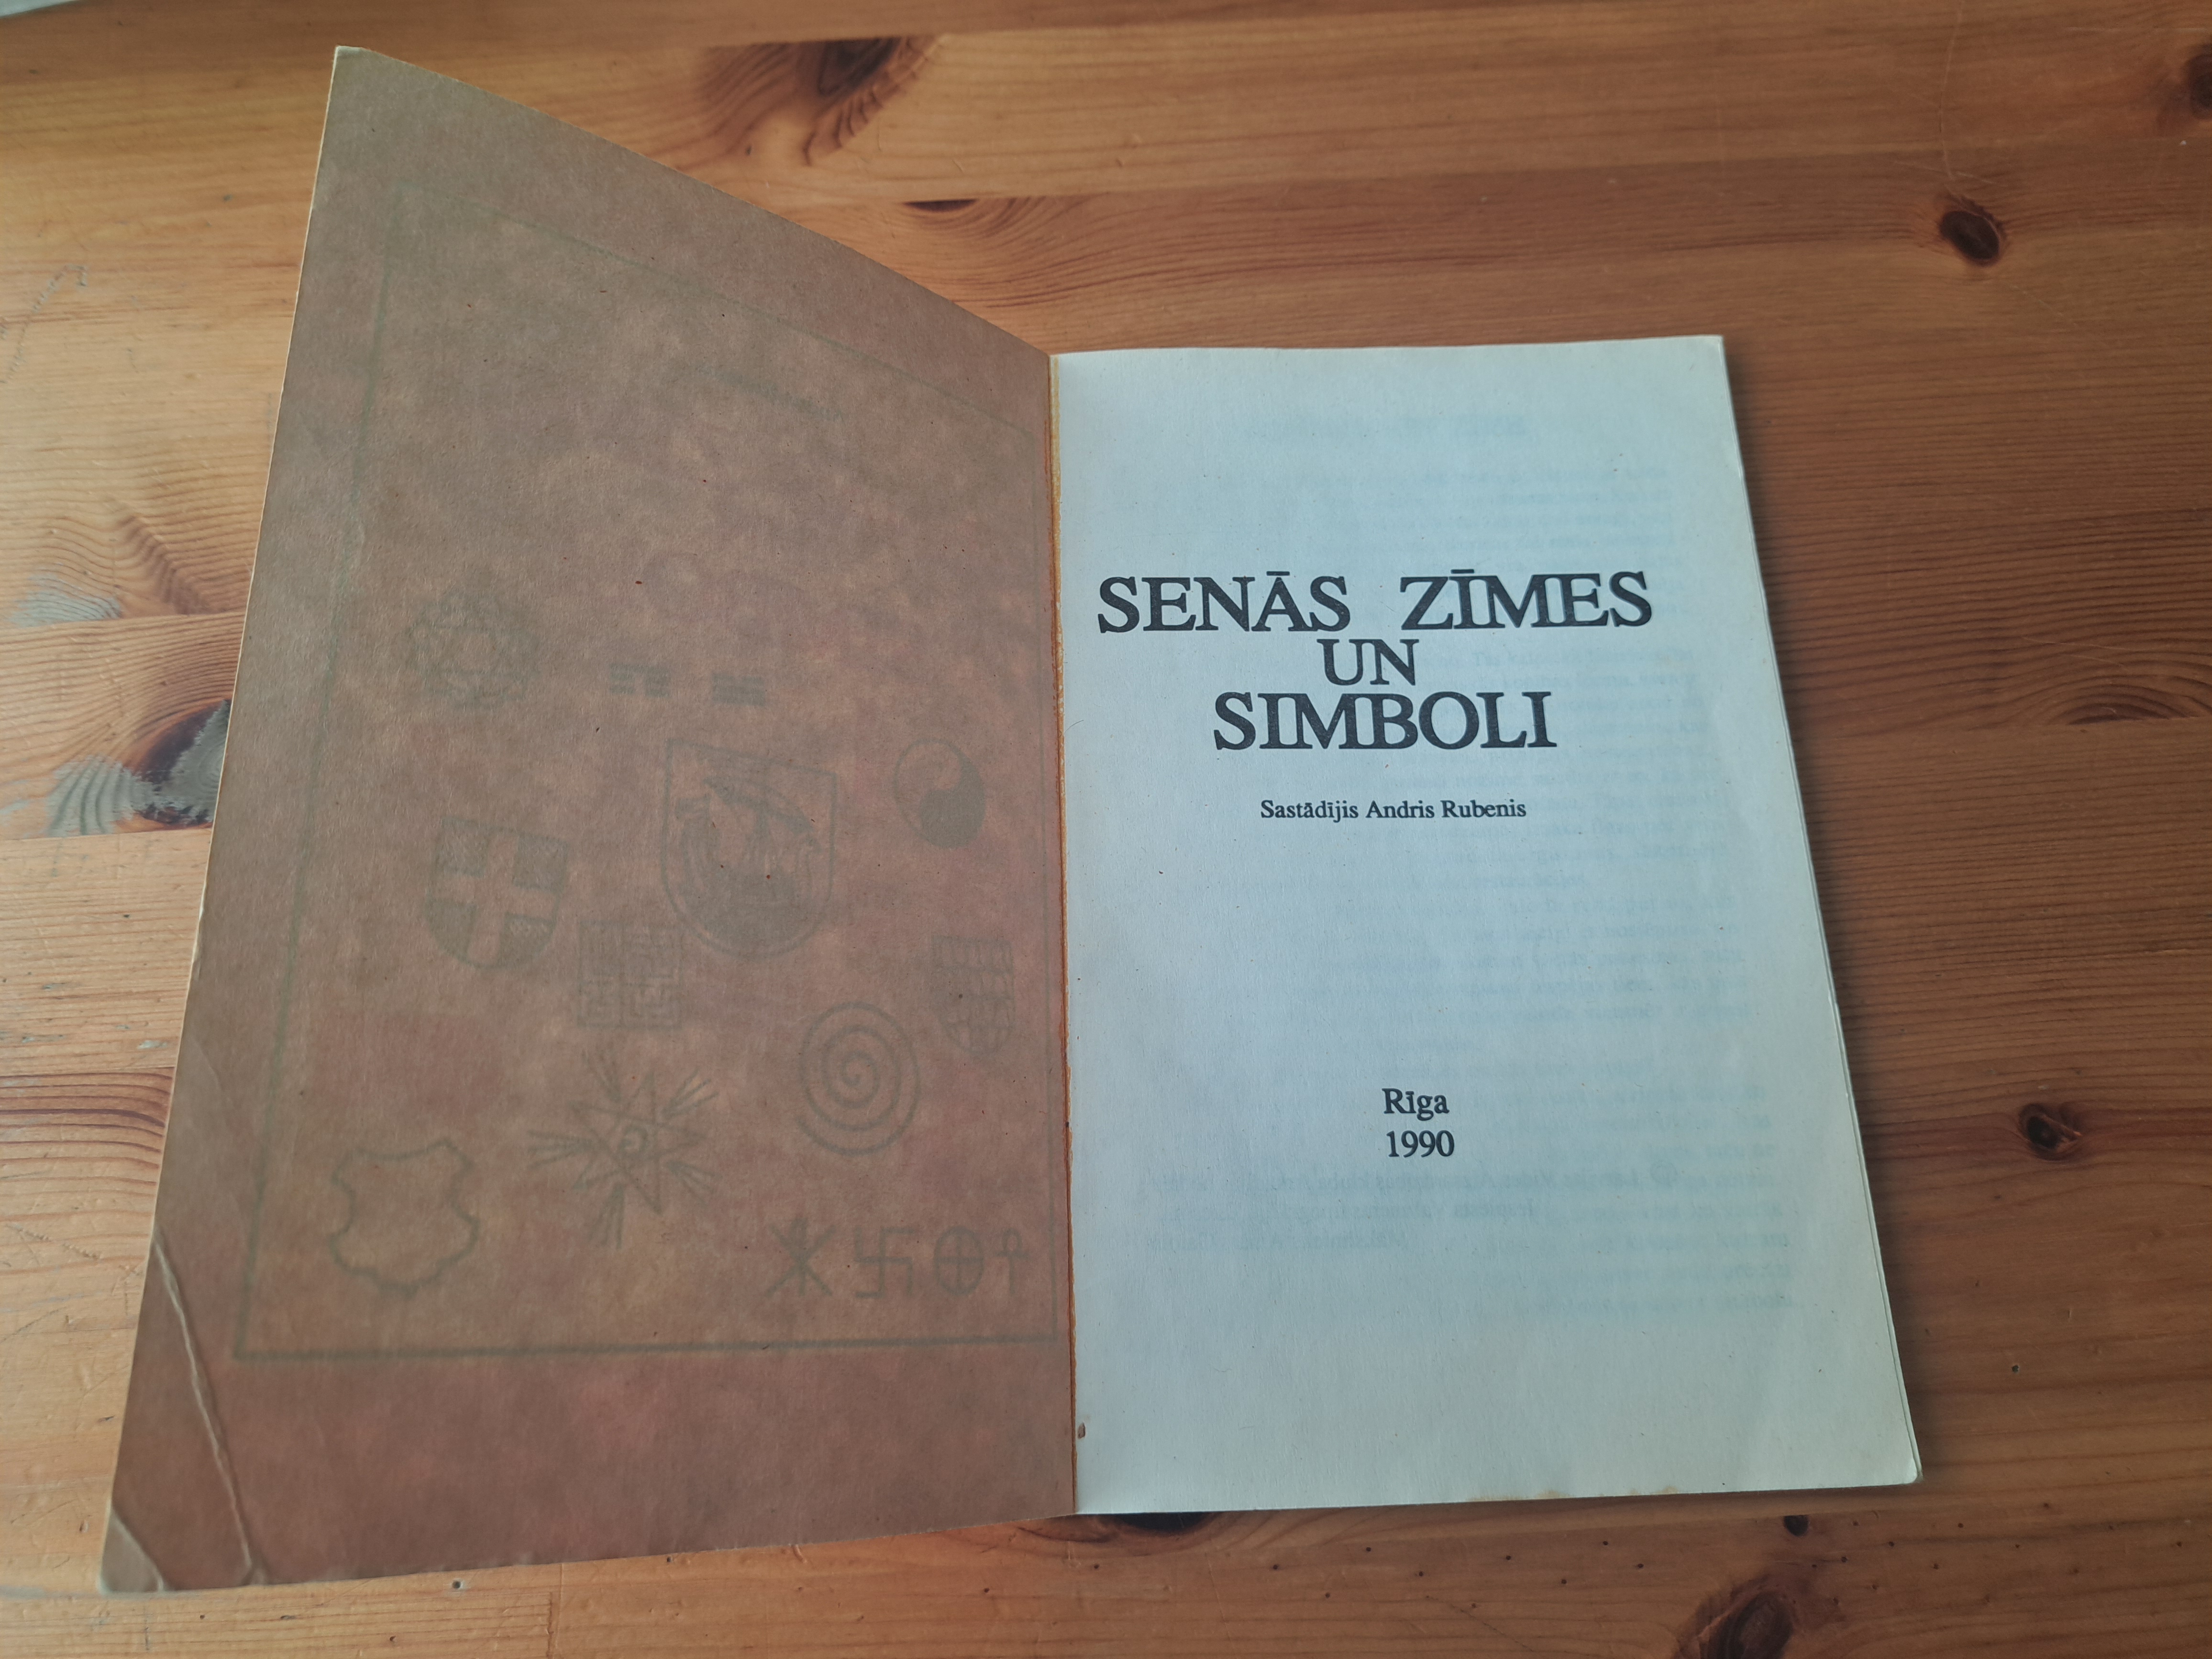 SENĀS ZĪMES
UN
SIMBOLI
Sastādījis Andris Rubenis
Rīga
1990